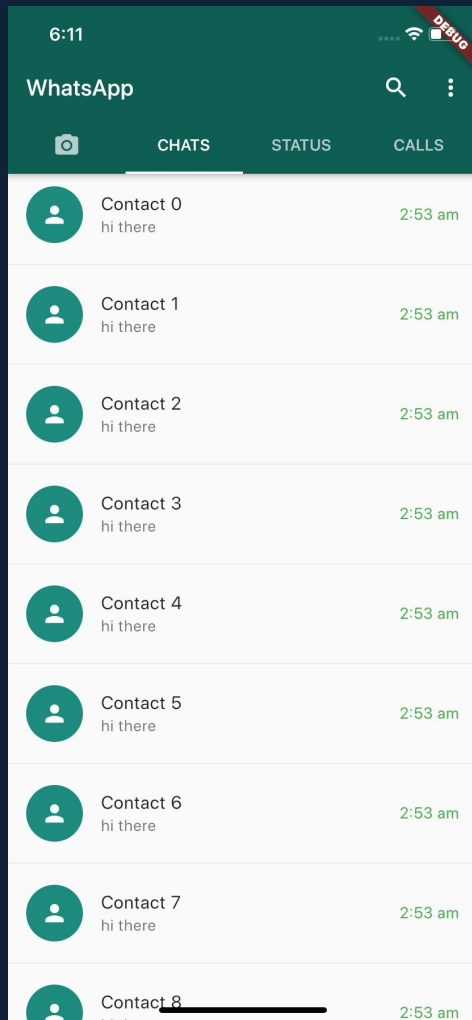 6:11
DEBUG
WhatsApp
CHATS STATUS CALLS
Contact 0
hi there
2:53 am
Contact 1
hi there
2:53 am
Contact 2
hi there
2:53 am
Contact 3
hi there
2:53 am
Contact 4
hi there
2:53 am
Contact 5
hi there
2:53 am
Contact 6
hi there
2:53 am
Contact 7
hi there
2:53 am
Contact 8
2:53 am